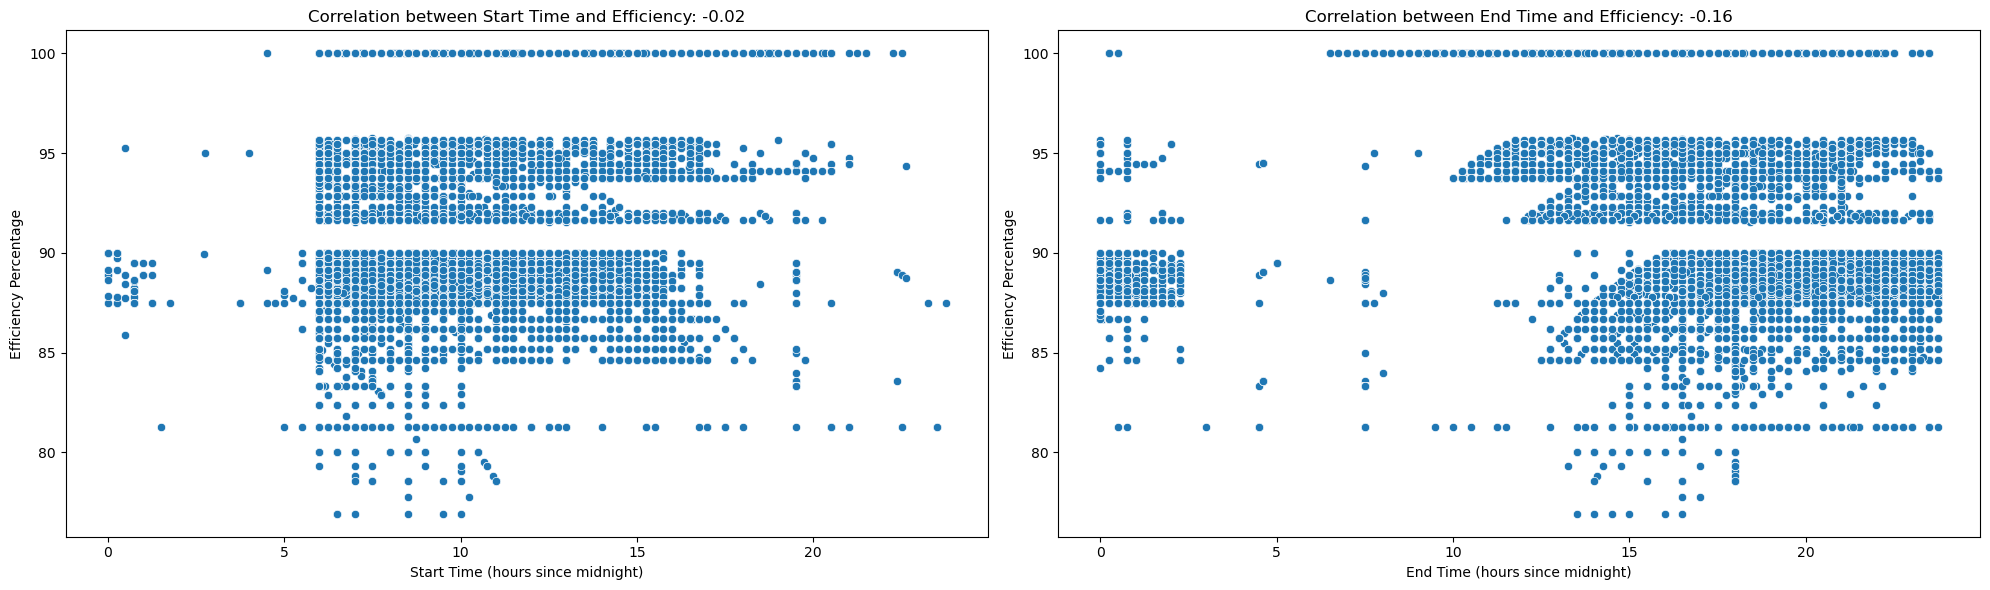 Correlation between Start Time and Efficiency: -0.02
Efficiency Percentage
100
95
90
85
80
0 5 10 15 20
Start Time (hours since midnight)
Correlation between End Time and Efficiency: -0.16
Efficiency Percentage
100
95
90
85
80
0 5 10 15 20
End Time (hours since midnight)